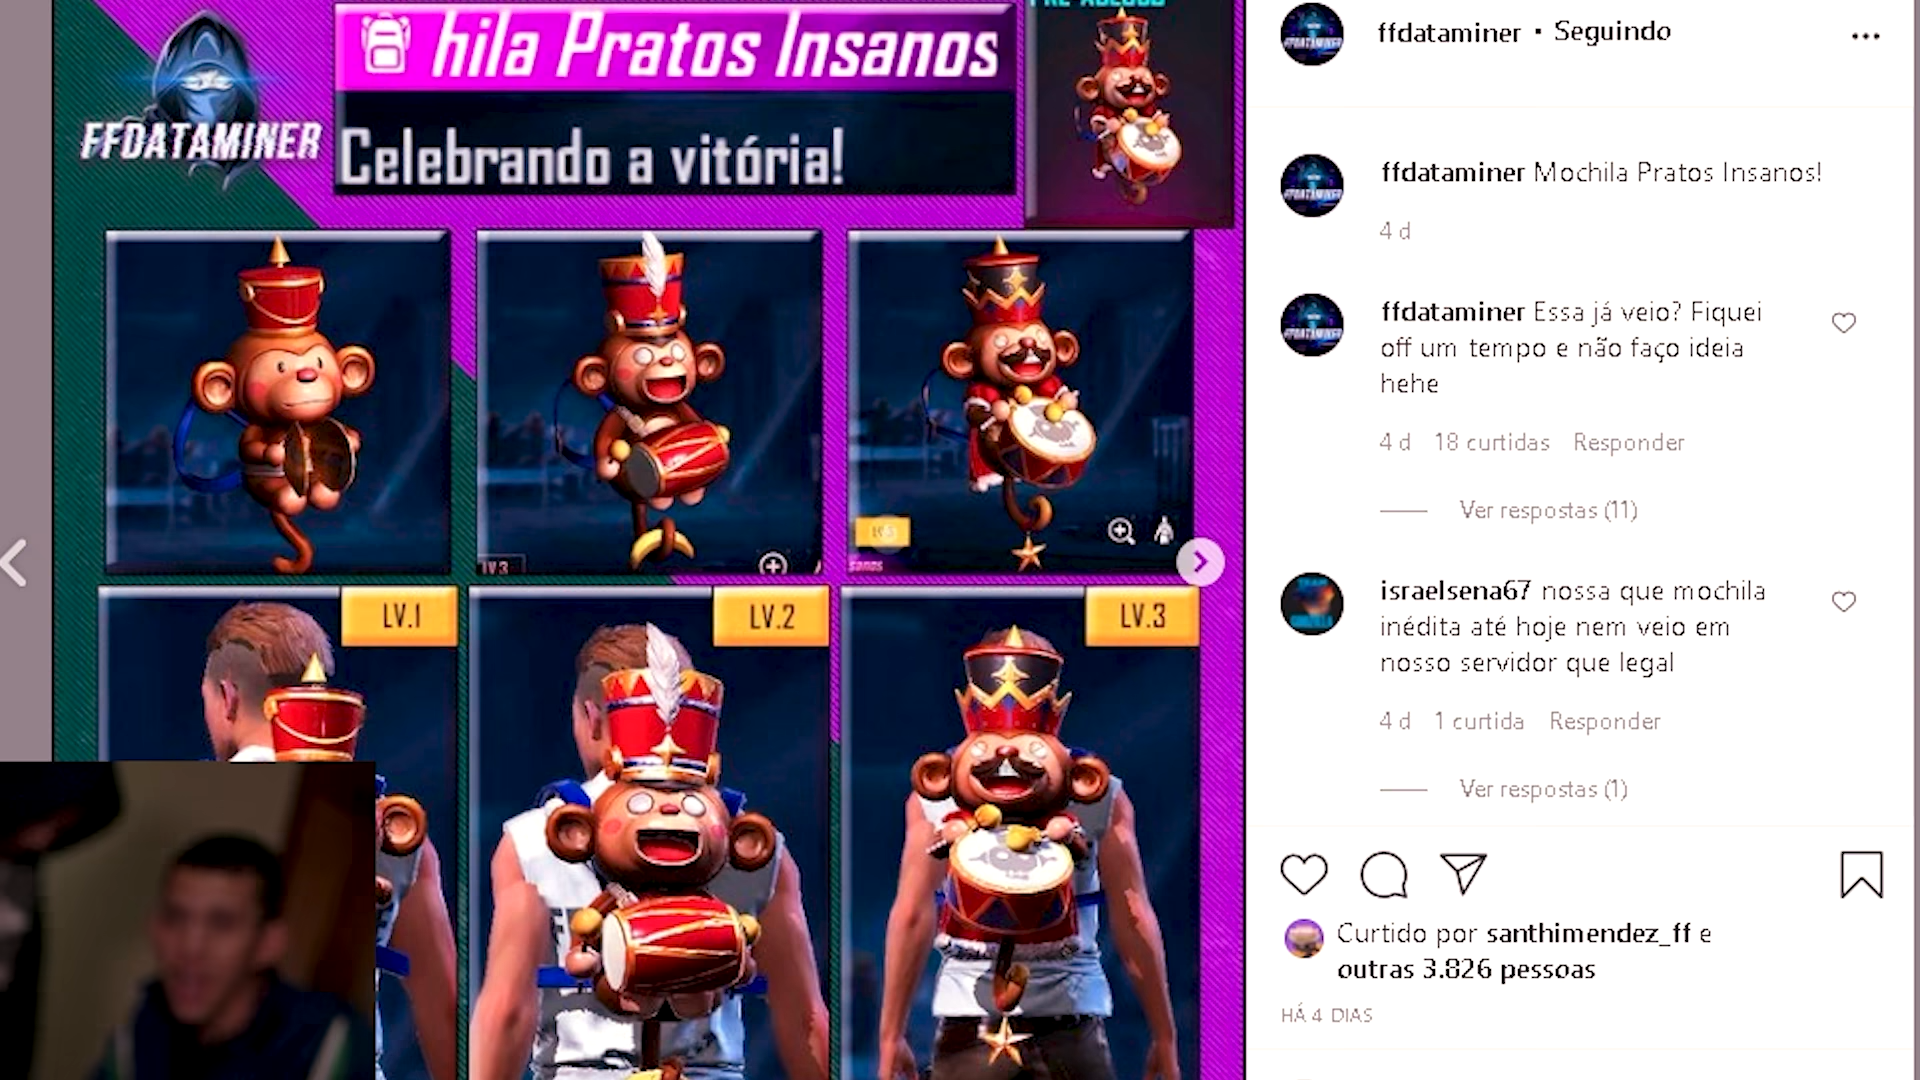 hila Pratos Insanos
FFDATAMINER
Celebrando a vitória!
LV.1
LV.2
LV.3
ffdataminer • Seguindo
ffdataminer Mochila Pratos Insanos!
4 d
ffdataminer Essa já veio? Fiquei
off um tempo e não faço ideia
hehe
4 d 18 curtidas Responder
Ver respostas (11)
israelsena67 nossa que mochila
inédita até hoje nem veio em
nosso servidor que legal
4 d 1 curtida Responder
Ver respostas (1)
Curtido por santhimendez_ff e
outras 3.826 pessoas
HÁ 4 DIAS